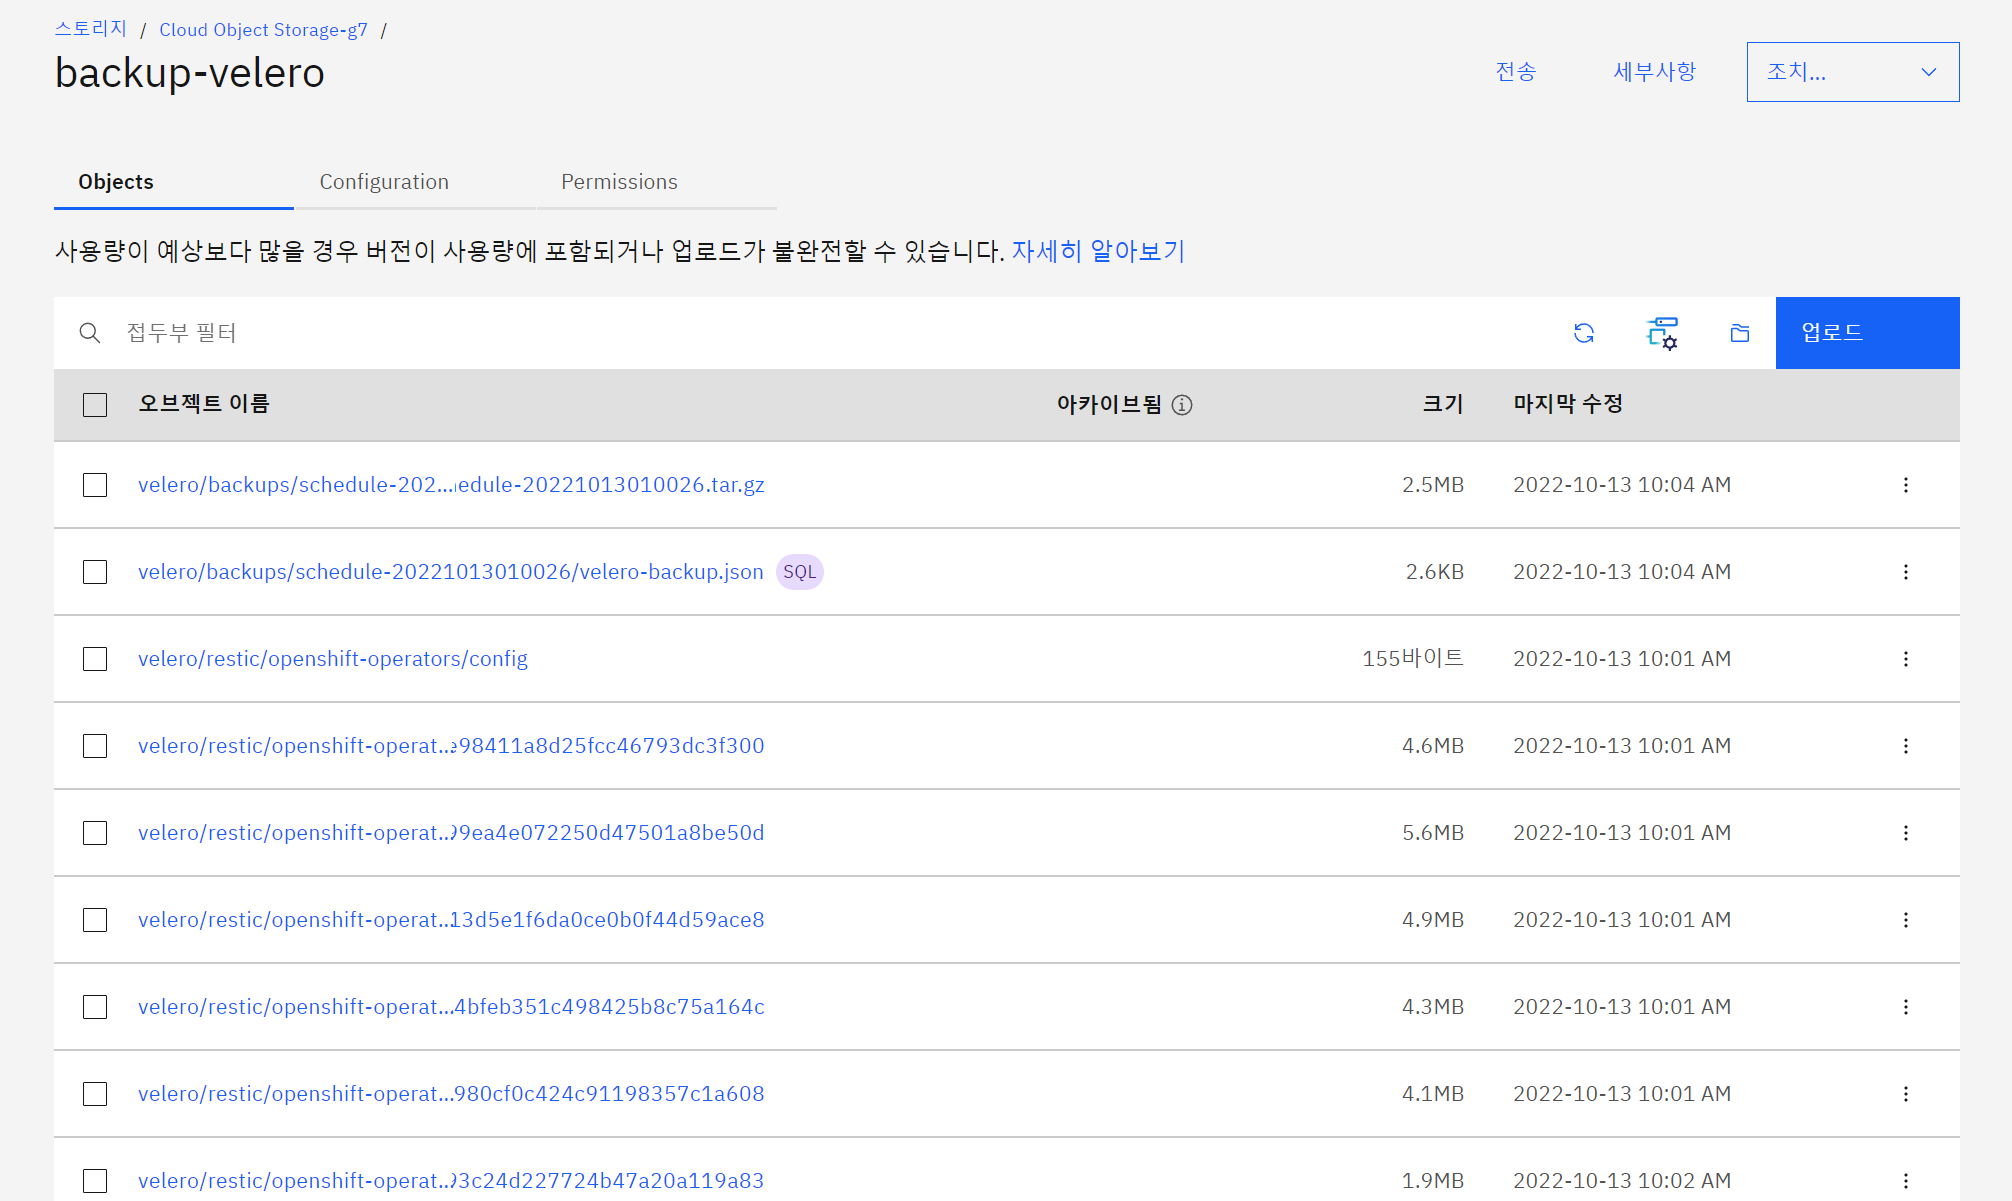 스토리지 / Cloud Object Storage-g7 /
backup-velero
전송 세부사항 조치...
Objects Configuration Permissions
사용량이 예상보다 많을 경우 버전이 사용량에 포함되거나 업로드가 불완전할 수 있습니다. 자세히 알아보기
접두부 필터 업로드
오브젝트 이름 아카이브됨 크기 마지막 수정
velero/backups/schedule-202...edule-20221013010026.tar.gz 2.5MB 2022-10-13 10:04 AM
velero/backups/schedule-20221013010026/velero-backup.json SQL 2.6KB 2022-10-13 10:04 AM
velero/restic/openshift-operators/config 155바이트 2022-10-13 10:01 AM
velero/restic/openshift-operat...98411a8d25fcc46793dc3f300 4.6MB 2022-10-13 10:01 AM
velero/restic/openshift-operat...99ea4e072250d47501a8be50d 5.6MB 2022-10-13 10:01 AM
velero/restic/openshift-operat...13d5e1f6da0ce0b0f44d59ace8 4.9MB 2022-10-13 10:01 AM
velero/restic/openshift-operat...4bfeb351c498425b8c75a164c 4.3MB 2022-10-13 10:01 AM
velero/restic/openshift-operat...980cf0c424c91198357c1a608 4.1MB 2022-10-13 10:01 AM
velero/restic/openshift-operat...93c24d227724b47a20a119a83 1.9MB 2022-10-13 10:02 AM